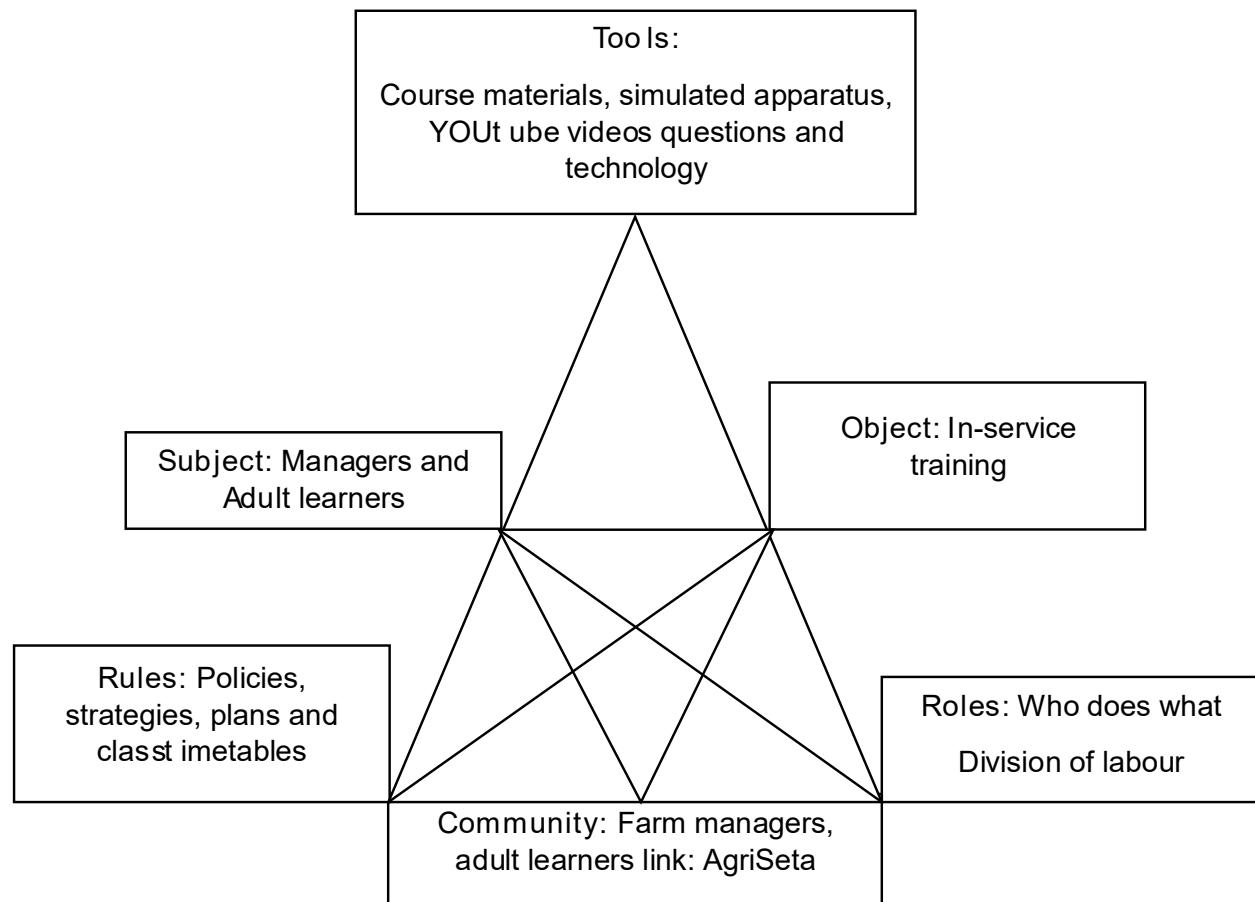 Too ls:
Course materials, simulated apparatus,
YOUt ube videos questions and
technology
Object: In-service
training
Subject: Managers and
Adult learners
Rules: Policies,
strategies, plans and
classt imetables
Roles: Who does what
Division of labour
Community: Farm managers,
adult learners link: AgriSeta